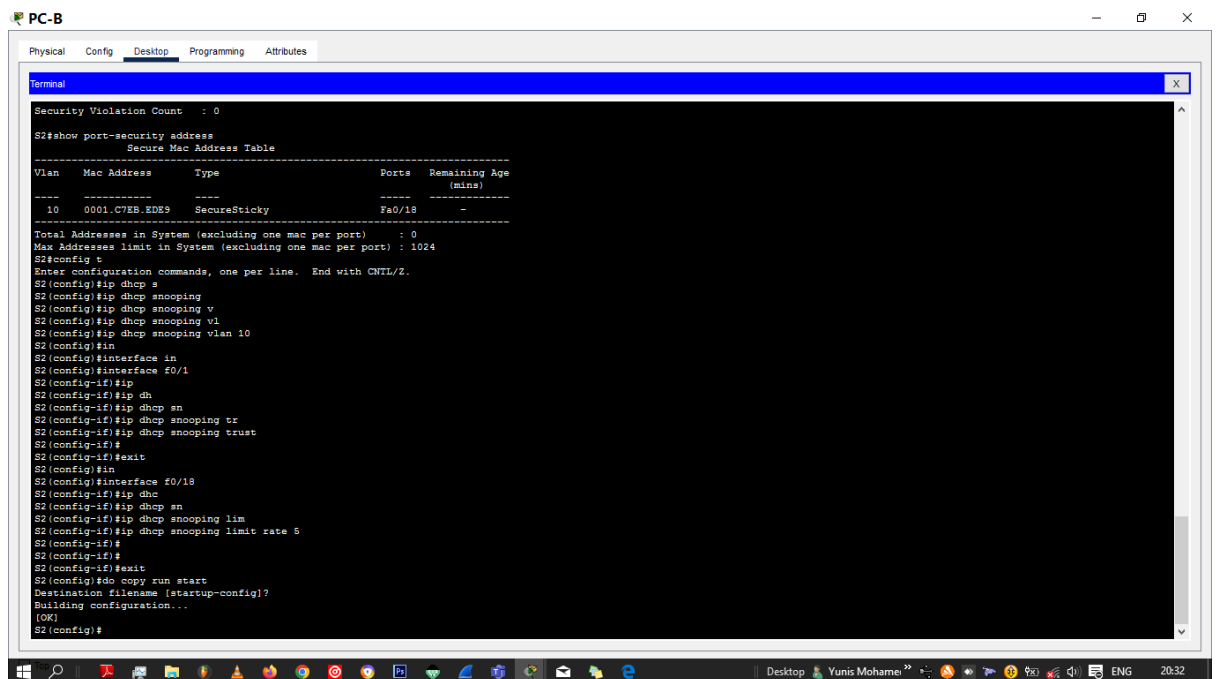 PC-B
Physical Config Desktop Programming Attributes
Terminal X
Security Violation Count : 0
S2#show port-security address
Secure Mac Address Table
-----------------------------------------------------------------------------
Vlan Mac Address Type Ports Remaining Age
(mins)
---- ----------- ---- ----- -------------
10 0001.C7EB.EDE9 SecureSticky Fa0/18 -
-----------------------------------------------------------------------------
Total Addresses in System (excluding one mac per port) : 0
Max Addresses limit in System (excluding one mac per port) : 1024
S2#config t
Enter configuration commands, one per line. End with CNTL/Z.
S2(config)#ip dhcp s
S2(config)#ip dhcp snooping
S2(config)#ip dhcp snooping v
S2(config)#ip dhcp snooping vl
S2(config)#ip dhcp snooping vlan 10
S2(config)#in
S2(config)#interface in
S2(config)#interface f0/1
S2(config-if)#ip
S2(config-if)#ip dh
S2(config-if)#ip dhcp sn
S2(config-if)#ip dhcp snooping tr
S2(config-if)#ip dhcp snooping trust
S2(config-if)#
S2(config-if)#exit
S2(config)#in
S2(config)#interface f0/18
S2(config-if)#ip dhc
S2(config-if)#ip dhcp sn
S2(config-if)#ip dhcp snooping lim
S2(config-if)#ip dhcp snooping limit rate 5
S2(config-if)#
S2(config-if)#
S2(config-if)#exit
S2(config)#do copy run start
Destination filename [startup-config]?
Building configuration...
[OK]
S2(config)#
Top
Ps Desktop Yunis Mohame ENG 20:32